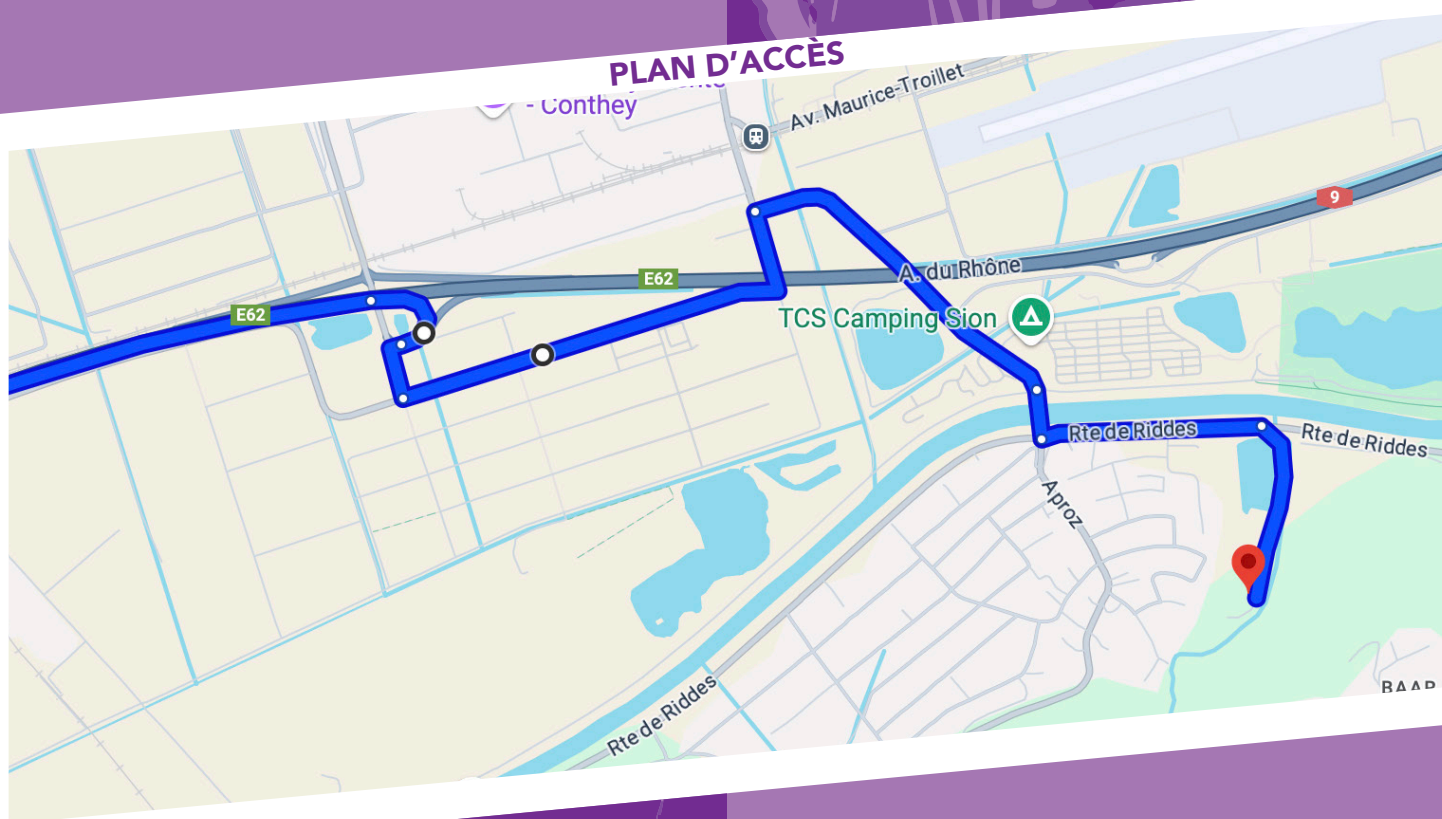 PLAN D'ACCÈS
- Conthey
Av. Maurice-Troillet
9
A. du Rhône
E62
E62
TCS Camping Sion
Rte de Riddes
Rte de Riddes
Aproz
Rte de Riddes